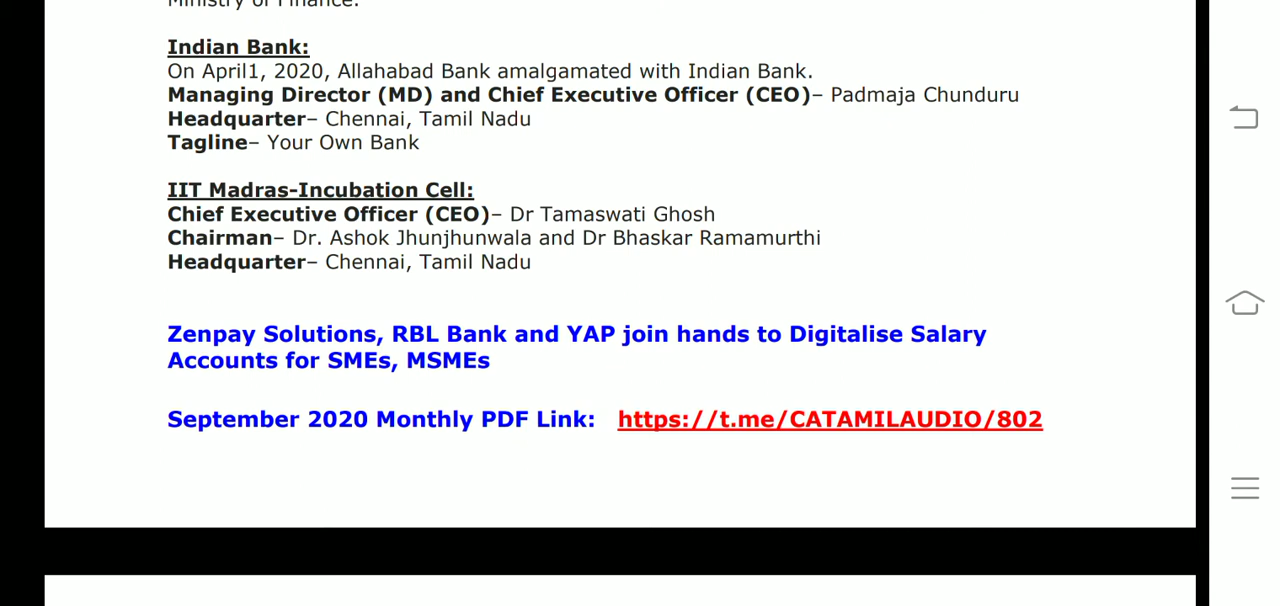 Ministry of Finance.
Indian Bank:
On April1, 2020, Allahabad Bank amalgamated with Indian Bank.
Managing Director (MD) and Chief Executive Officer (CEO)– Padmaja Chunduru
Headquarter– Chennai, Tamil Nadu
Tagline– Your Own Bank
IIT Madras-Incubation Cell:
Chief Executive Officer (CEO)– Dr Tamaswati Ghosh
Chairman– Dr. Ashok Jhunjhunwala and Dr Bhaskar Ramamurthi
Headquarter– Chennai, Tamil Nadu
Zenpay Solutions, RBL Bank and YAP join hands to Digitalise Salary
Accounts for SMEs, MSMEs
September 2020 Monthly PDF Link: https://t.me/CATAMILAUDIO/802